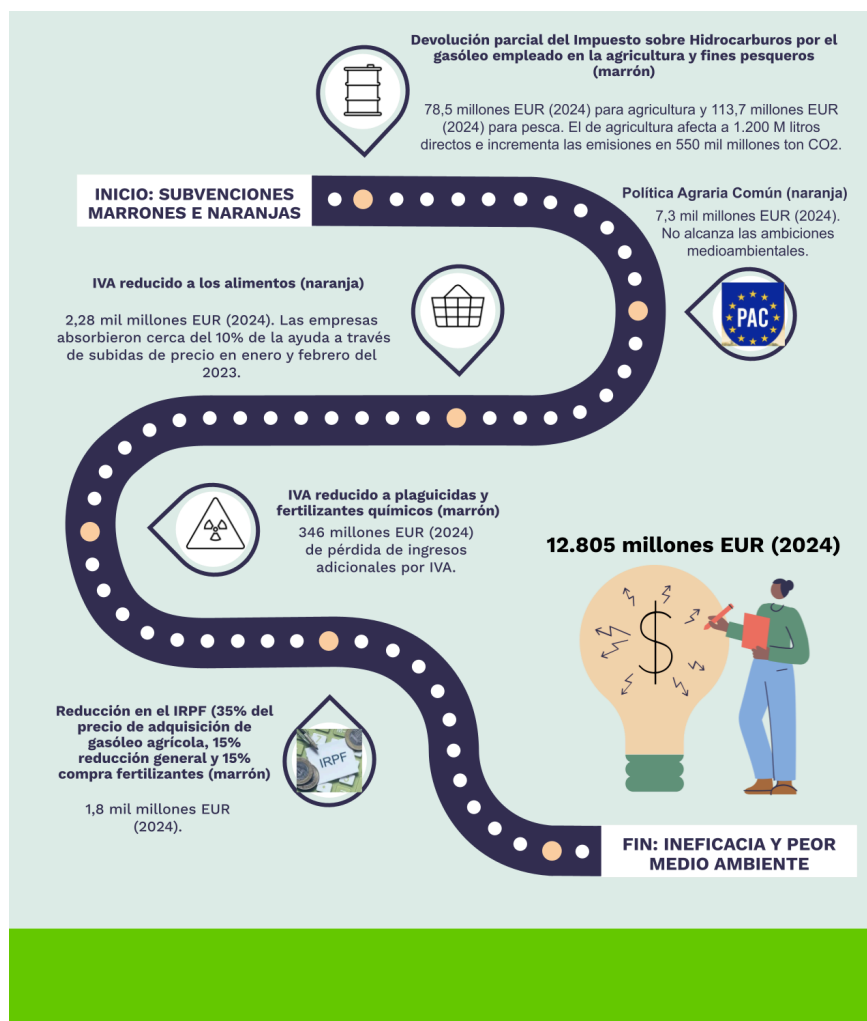 Devolución parcial del Impuesto sobre Hidrocarburos por el
gasóleo empleado en la agricultura y fines pesqueros
(marrón)
78,5 millones EUR (2024) para agricultura y 113,7 millones EUR
(2024) para pesca. El de agricultura afecta a 1.200 M litros
directos e incrementa las emisiones en 550 mil millones ton CO2.
INICIO: SUBVENCIONES
MARRONES E NARANJAS
Política Agraria Común (naranja)
7,3 mil millones EUR (2024).
No alcanza las ambiciones
medioambientales.
PAC
IVA reducido a los alimentos (naranja)
2,28 mil millones EUR (2024). Las empresas
absorbieron cerca del 10% de la ayuda a través
de subidas de precio en enero y febrero del
2023.
IVA reducido a plaguicidas y
fertilizantes químicos (marrón)
346 millones EUR (2024)
de pérdida de ingresos
adicionales por IVA.
12.805 millones EUR (2024)
$
Reducción en el IRPF (35% del
precio de adquisición de
gasóleo agrícola, 15%
reducción general y 15%
compra fertilizantes (marrón)
1,8 mil millones EUR
(2024).
IRPF
FIN: INEFICACIA Y PEOR
MEDIO AMBIENTE